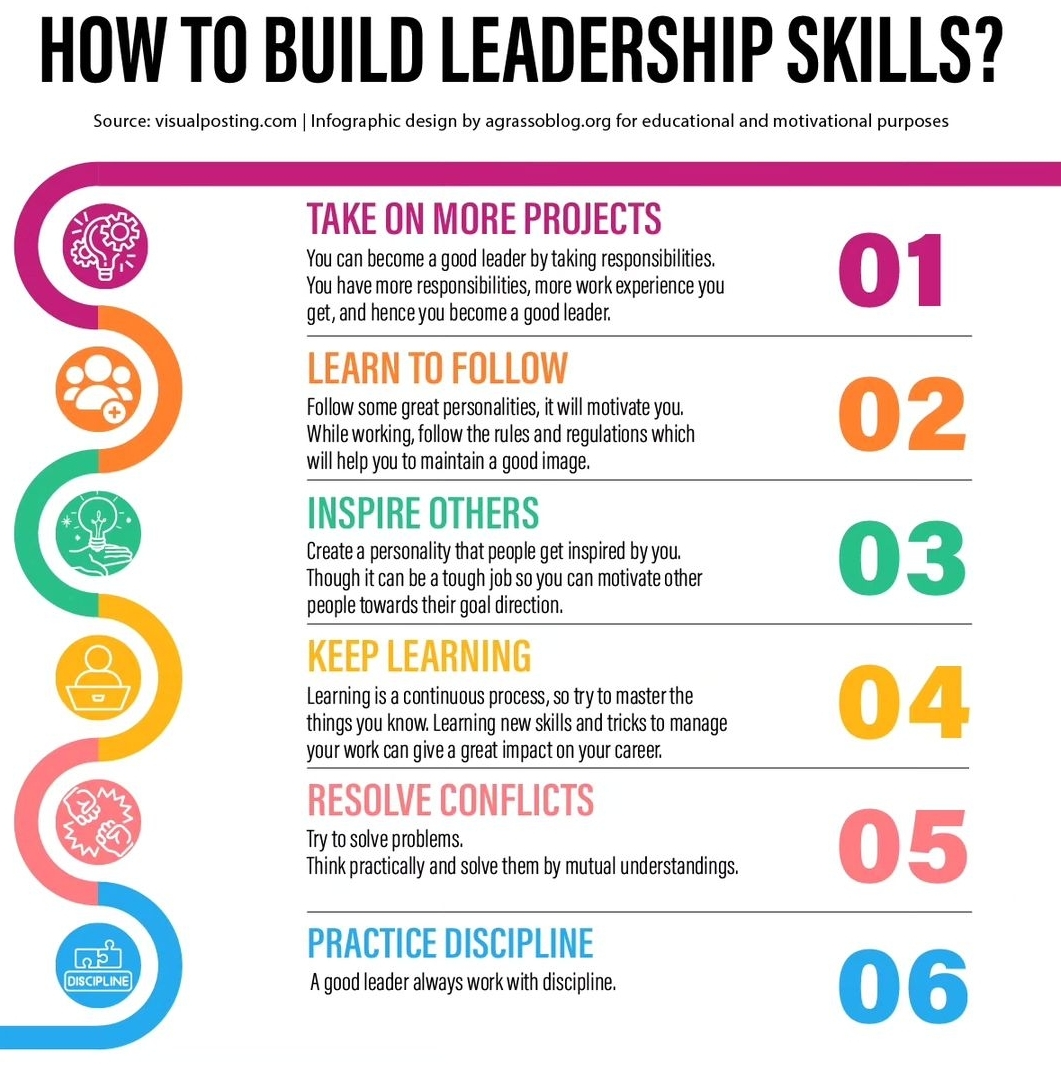 HOW TO BUILD LEADERSHIP SKILLS?
Source: visualposting.com | Infographic design by agrassoblog.org for educational and motivational purposes
TAKE ON MORE PROJECTS
You can become a good leader by taking responsibilities.
You have more responsibilities, more work experience you
get, and hence you become a good leader.
01
LEARN TO FOLLOW
Follow some great personalities, it will motivate you.
While working, follow the rules and regulations which
will help you to maintain a good image.
02
INSPIRE OTHERS
Create a personality that people get inspired by you.
Though it can be a tough job so you can motivate other
people towards their goal direction.
03
KEEP LEARNING
Learning is a continuous process, so try to master the
things you know. Learning new skills and tricks to manage
your work can give a great impact on your career.
04
RESOLVE CONFLICTS
Try to solve problems.
Think practically and solve them by mutual understandings.
05
DISCIPLINE
PRACTICE DISCIPLINE
A good leader always work with discipline.
06